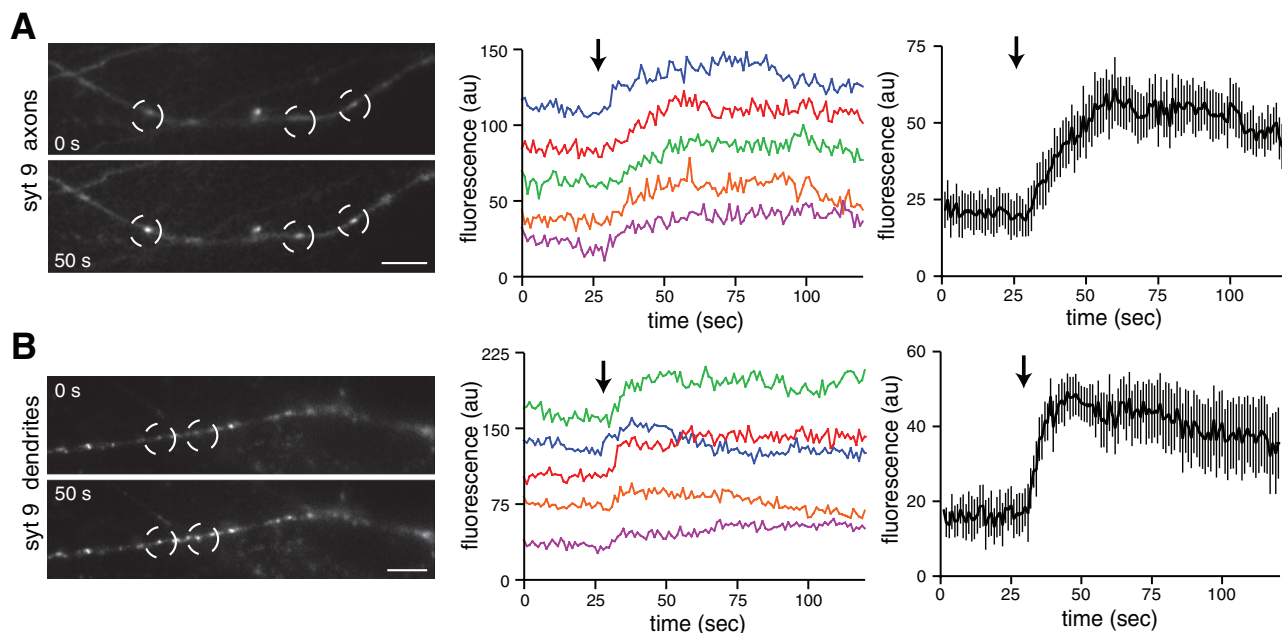 A
syt 9 axons
0 s
50 s
fluorescence (au)
150
100
50
0
0 25 50 75 100
time (sec)
fluorescence (au)
75
50
25
0
0 25 50 75 100
time (sec)
B
syt 9 dendrites
0 s
50 s
fluorescence (au)
225
150
75
0
0 25 50 75 100
time (sec)
fluorescence (au)
60
40
20
0
0 25 50 75 100
time (sec)